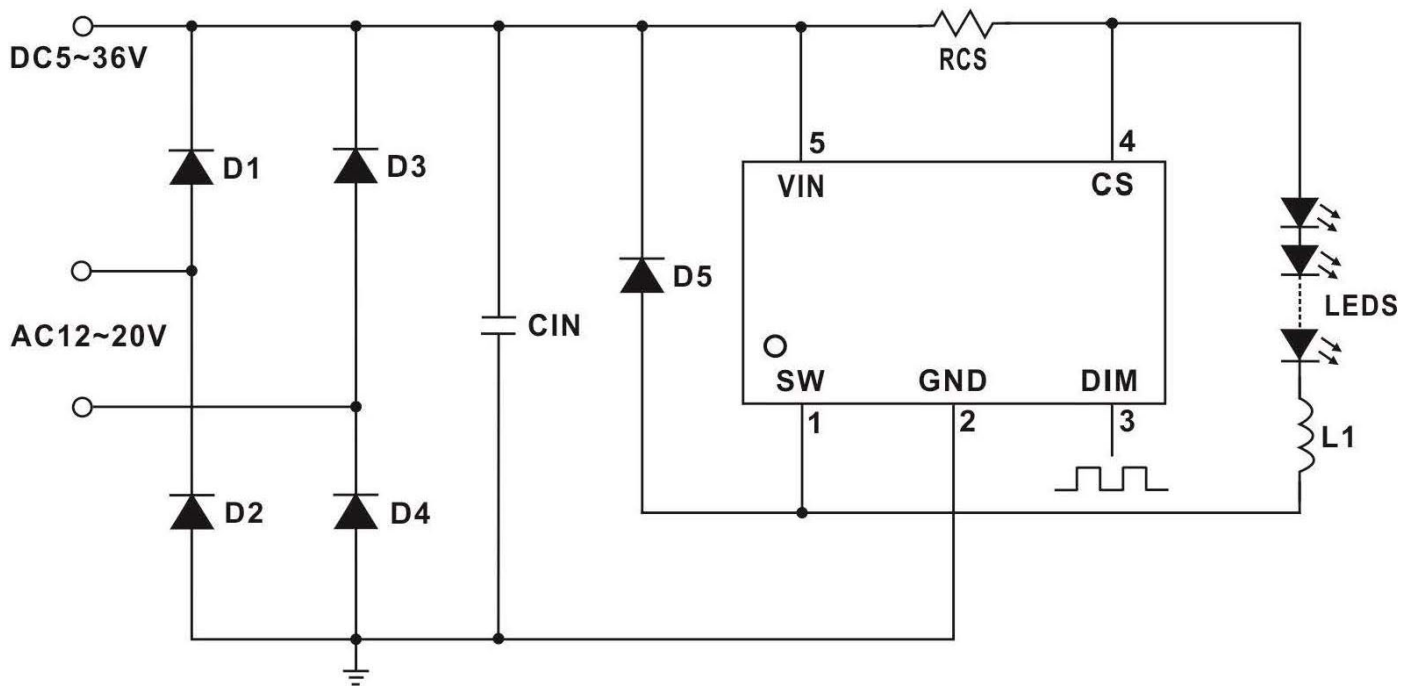 DC5~36V
RCS
5
4
D1
D3
VIN
CS
D5
AC12~20V
CIN
LEDS
SW
GND
DIM
1
2
3
L1
D2
D4